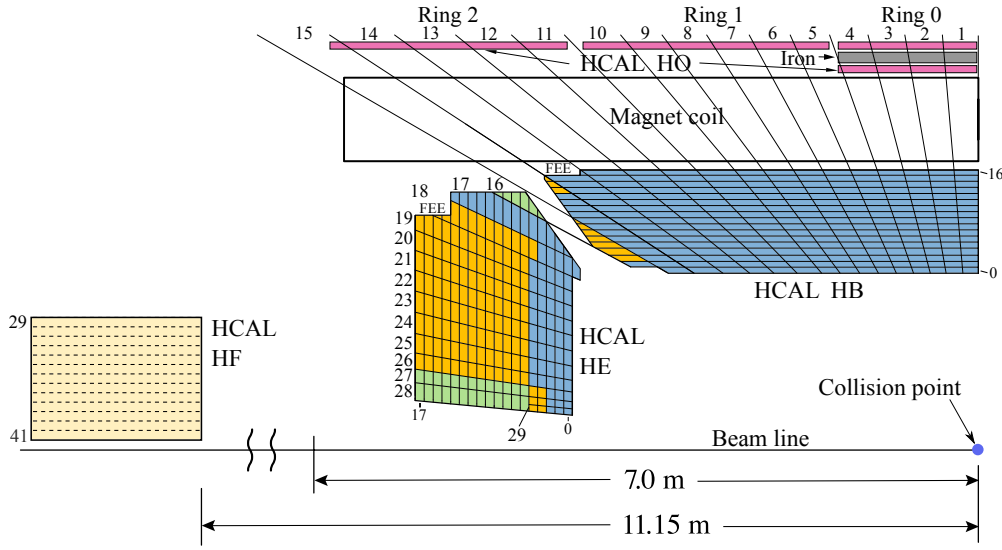 Ring 2
Ring 1
Ring 0
15 14 13 12 11 10 9 8 7 6 5 4 3 2 1
HCAL HO
Iron
Magnet coil
FEE
16
0
HCAL HB
18 17 16
FEE
19
20
21
22
23
24
25
26
27
28
17
29
0
HCAL
HE
29
41
HCAL
HF
Collision point
Beam line
7.0 m
11.15 m